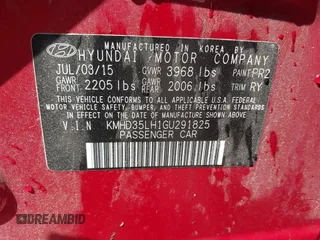 MANUFACTURED IN KOREA BY
HYUNDAI MOTOR COMPANY
JUL/03/15 GVWR 3968 lbs PAINT PR2
GAWR FRONT 2205 lbs GAWR REAR 2006 lbs TRIM RY
THIS VEHICLE CONFORMS TO ALL APPLICABLE FEDERAL
MOTOR VEHICLE SAFETY, BUMPER, AND THEFT PREVENTION
STANDARDS IN EFFECT ON THE DATE OF MANUFACTURE SHOWN ABOVE.
V I N KMHD35LH1GU291825
PASSENGER CAR
DREAMBID